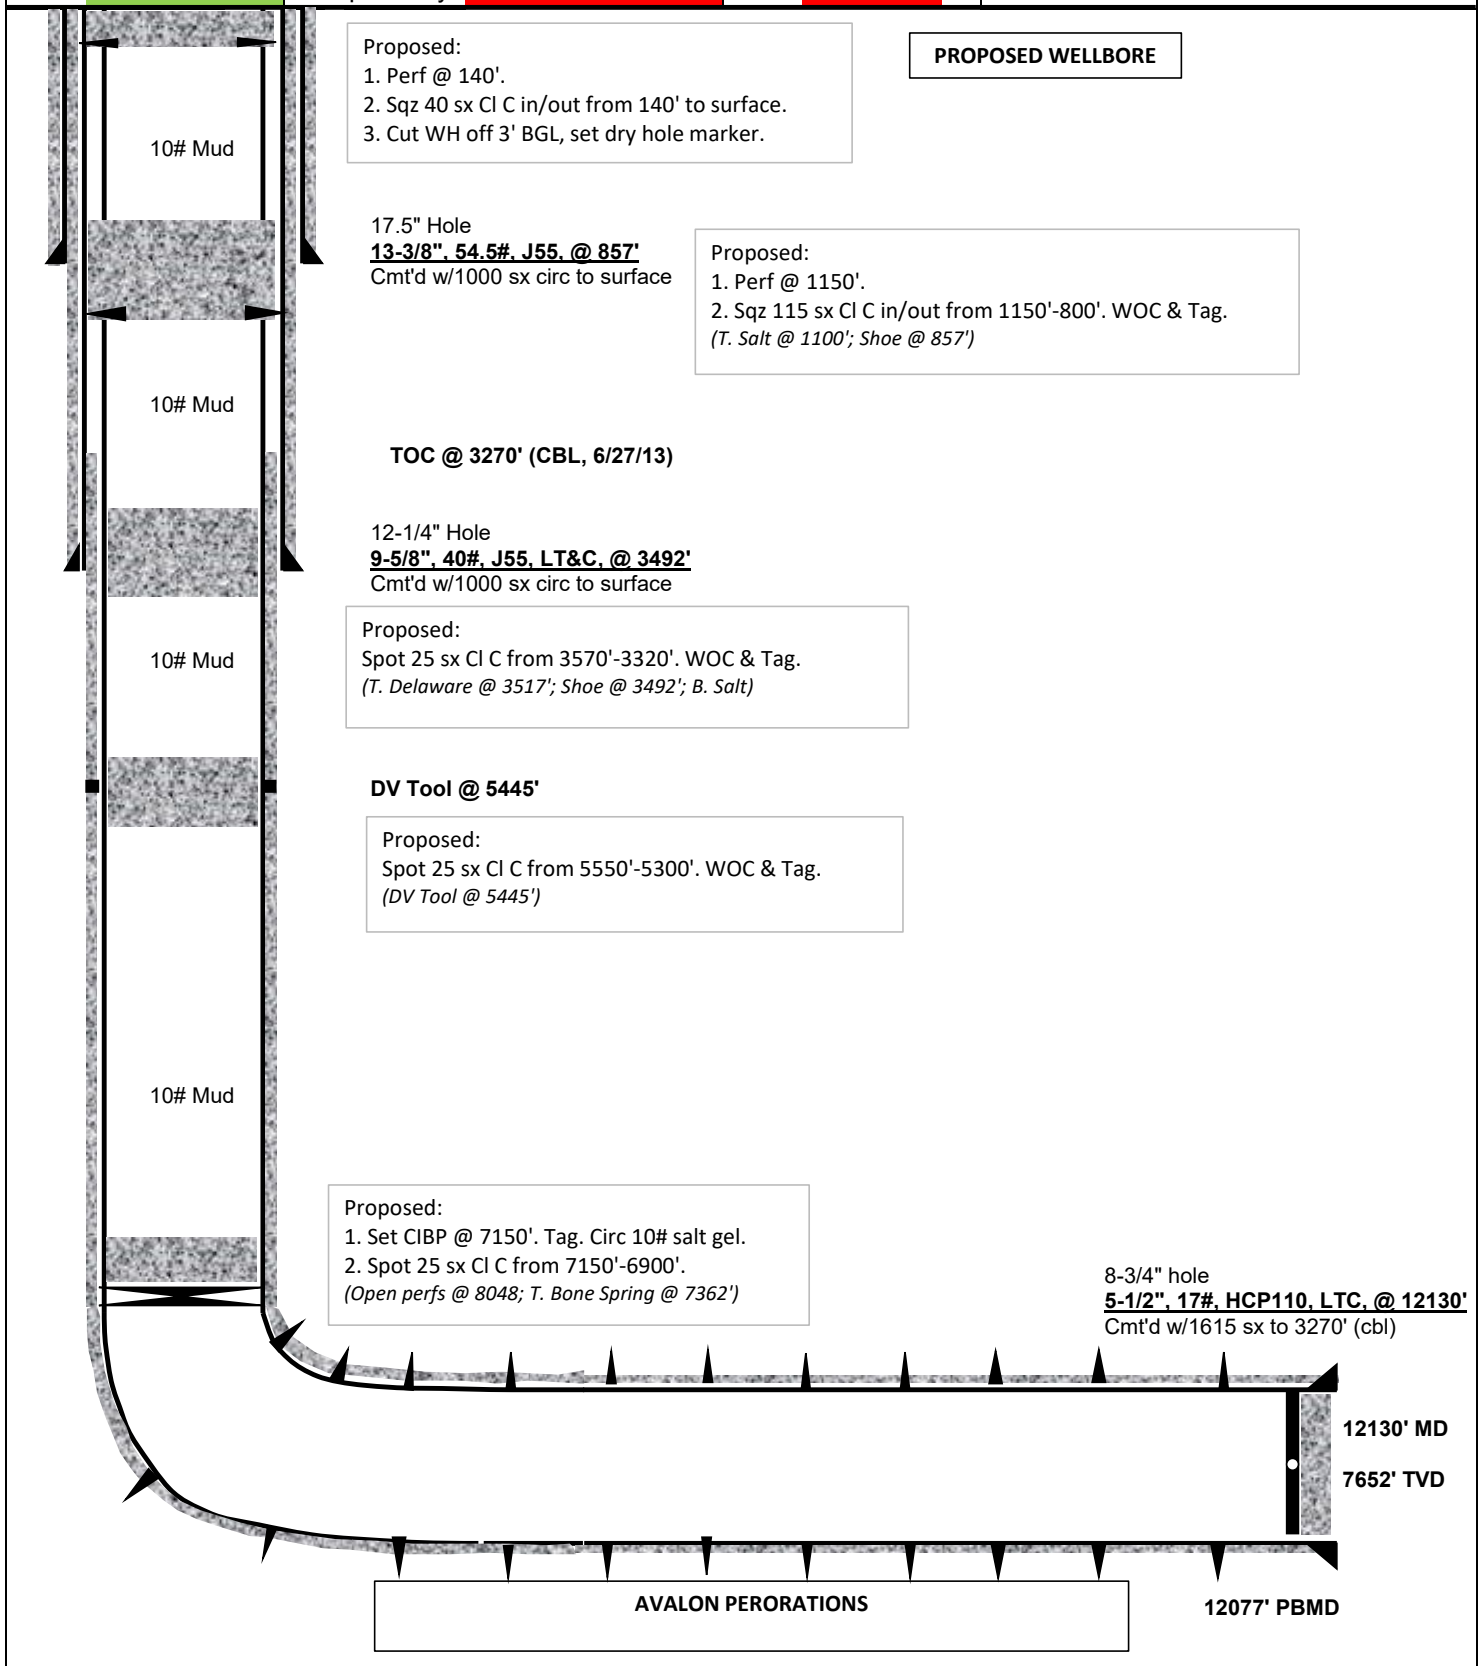 PROPOSED WELLBORE
Proposed:
1. Perf @ 140'.
2. Sqz 40 sx Cl C in/out from 140' to surface.
3. Cut WH off 3' BGL, set dry hole marker.
10# Mud
17.5" Hole
13-3/8", 54.5#, J55, @ 857'
Cmt'd w/1000 sx circ to surface
Proposed:
1. Perf @ 1150'.
2. Sqz 115 sx Cl C in/out from 1150'-800'. WOC & Tag.
(T. Salt @ 1100'; Shoe @ 857')
10# Mud
TOC @ 3270' (CBL, 6/27/13)
12-1/4" Hole
9-5/8", 40#, J55, LT&C, @ 3492'
Cmt'd w/1000 sx circ to surface
Proposed:
Spot 25 sx Cl C from 3570'-3320'. WOC & Tag.
(T. Delaware @ 3517'; Shoe @ 3492'; B. Salt)
10# Mud
DV Tool @ 5445'
Proposed:
Spot 25 sx Cl C from 5550'-5300'. WOC & Tag.
(DV Tool @ 5445')
10# Mud
Proposed:
1. Set CIBP @ 7150'. Tag. Circ 10# salt gel.
2. Spot 25 sx Cl C from 7150'-6900'.
(Open perfs @ 8048; T. Bone Spring @ 7362')
8-3/4" hole
5-1/2", 17#, HCP110, LTC, @ 12130'
Cmt'd w/1615 sx to 3270' (cbl)
12130' MD
7652' TVD
AVALON PERORATIONS
12077' PBMD